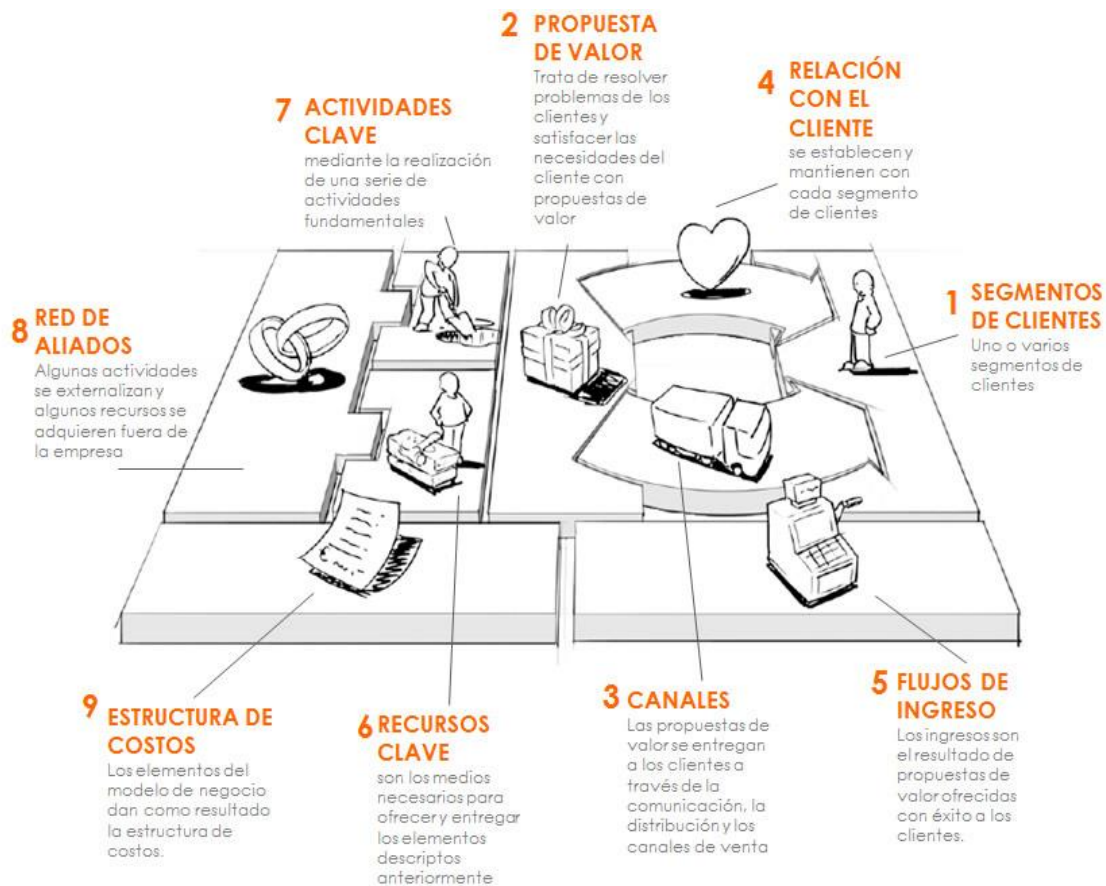 2 PROPUESTA
DE VALOR
Trata de resolver
problemas de los
clientes y
satisfacer las
necesidades del
cliente con
propuestas de
valor
4 RELACIÓN
CON EL
CLIENTE
se establecen y
mantienen con
cada segmento
de clientes
7 ACTIVIDADES
CLAVE
mediante la realización
de una serie de
actividades
fundamentales
1 SEGMENTOS
DE CLIENTES
Uno o varios
segmentos de
clientes
8 RED DE
ALIADOS
Algunas actividades
se externalizan y
algunos recursos se
adquieren fuera de
la empresa
9 ESTRUCTURA DE
COSTOS
Los elementos del
modelo de negocio
dan como resultado
la estructura de
costos.
6 RECURSOS
CLAVE
son los medios
necesarios para
ofrecer y entregar
los elementos
descriptos
anteriormente
3 CANALES
Las propuestas de
valor se entregan
a los clientes a
través de la
comunicación, la
distribución y los
canales de venta
5 FLUJOS DE
INGRESO
Los ingresos son
el resultado de
propuestas de
valor ofrecidas
con éxito a los
clientes.